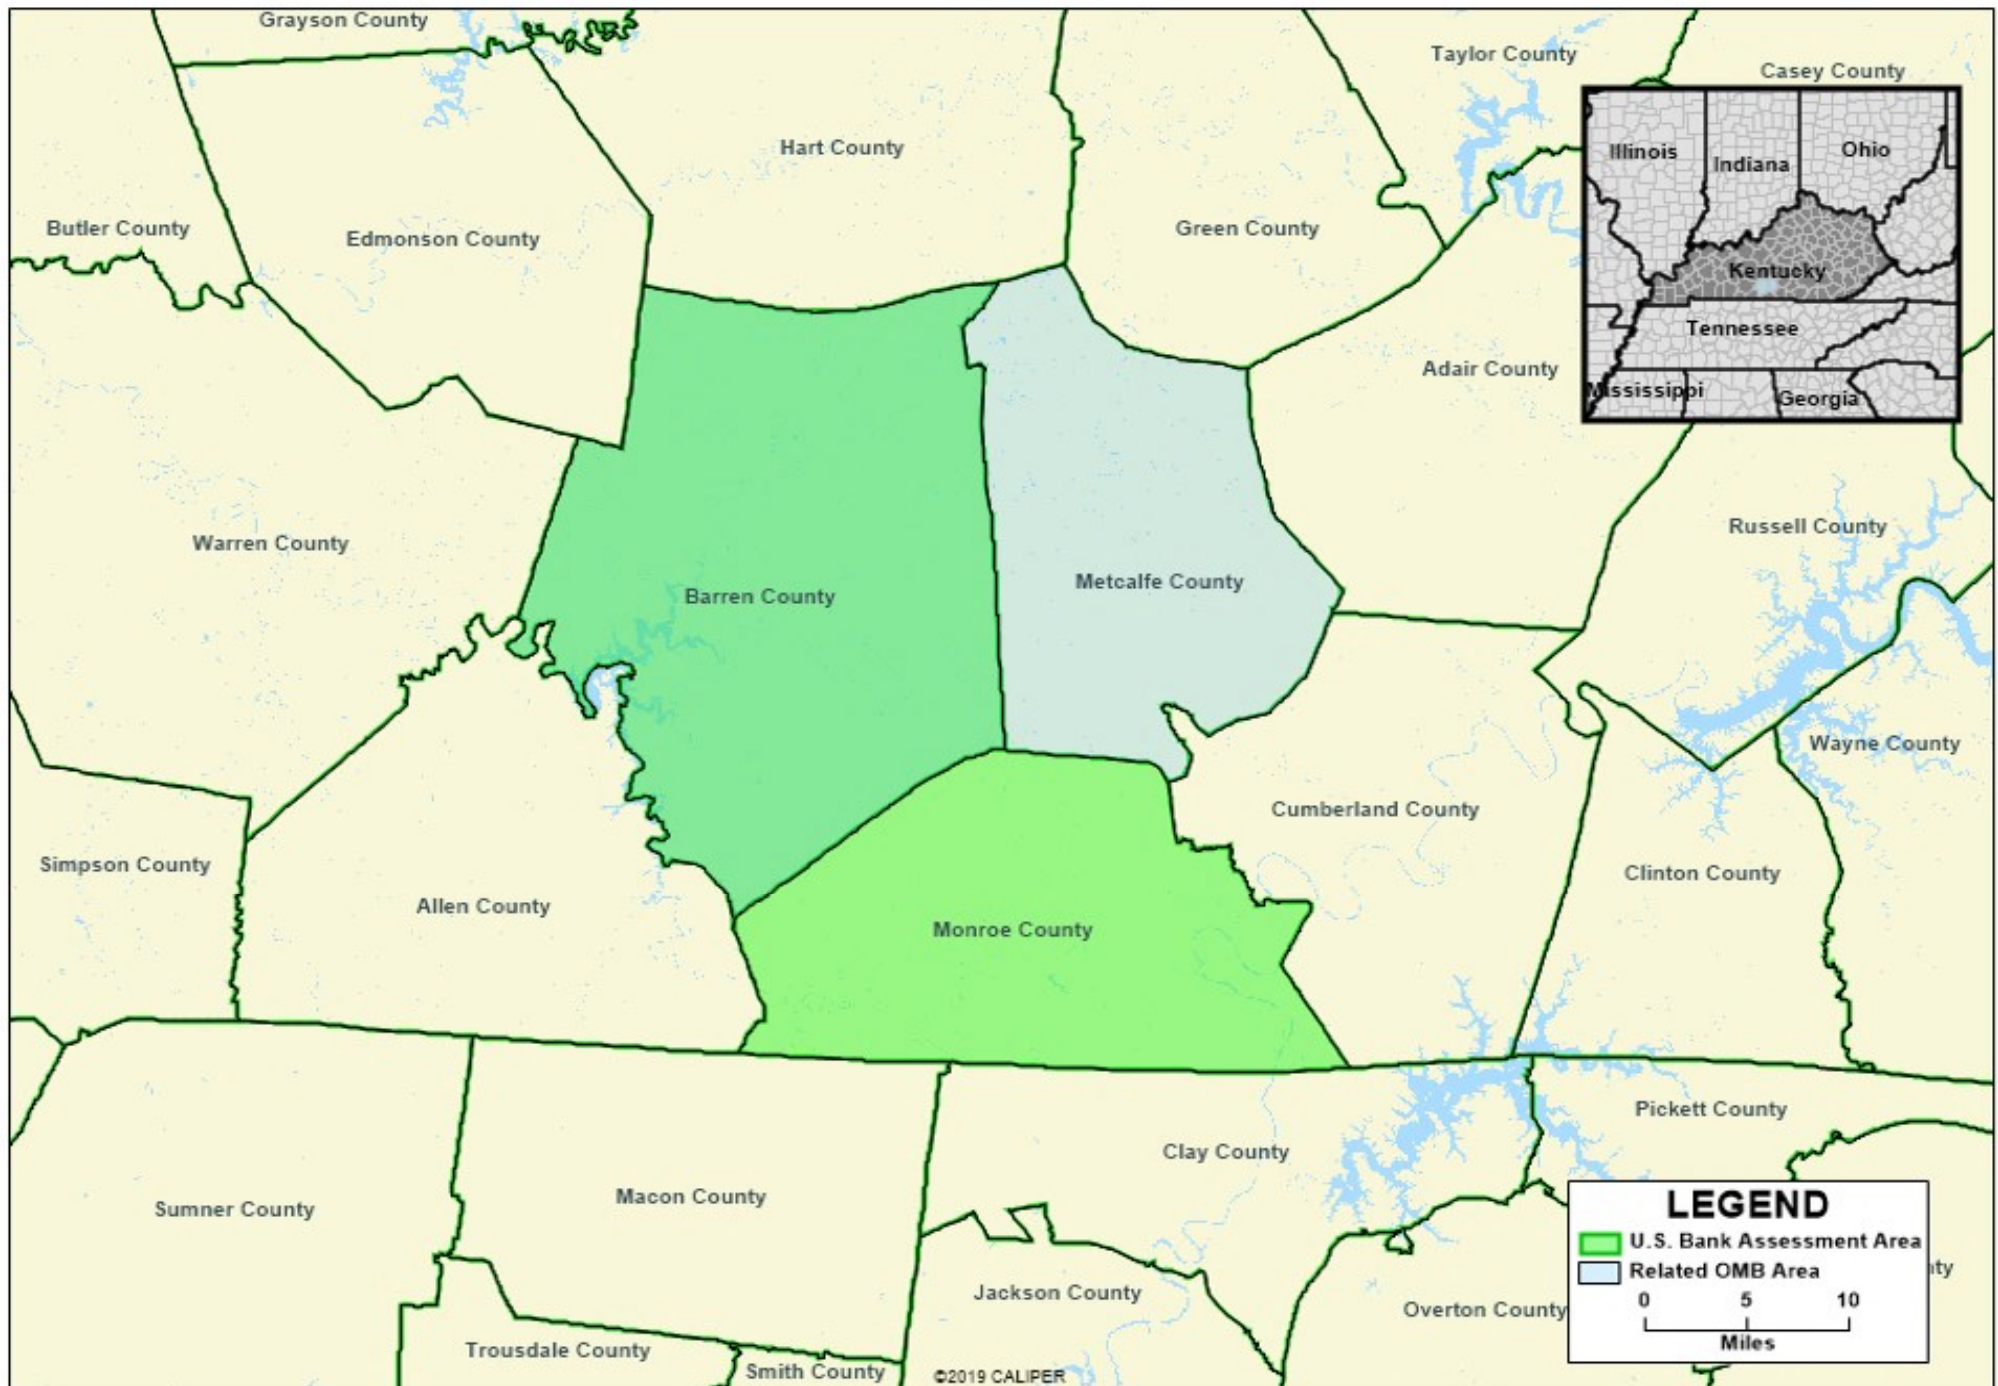 Grayson County
Taylor County
Casey County
Hart County
Illinois
Indiana
Ohio
Butler County
Edmonson County
Green County
Kentucky
Tennessee
Adair County
Mississippi
Georgia
Russell County
Warren County
Metcalfe County
Barren County
Wayne County
Cumberland County
Simpson County
Clinton County
Allen County
Monroe County
Pickett County
Clay County
Macon County
Sumner County
LEGEND
U.S. Bank Assessment Area
Related OMB Area
0 5 10
Miles
Jackson County
Overton County
Trousdale County
Smith County
©2019 CALIPER